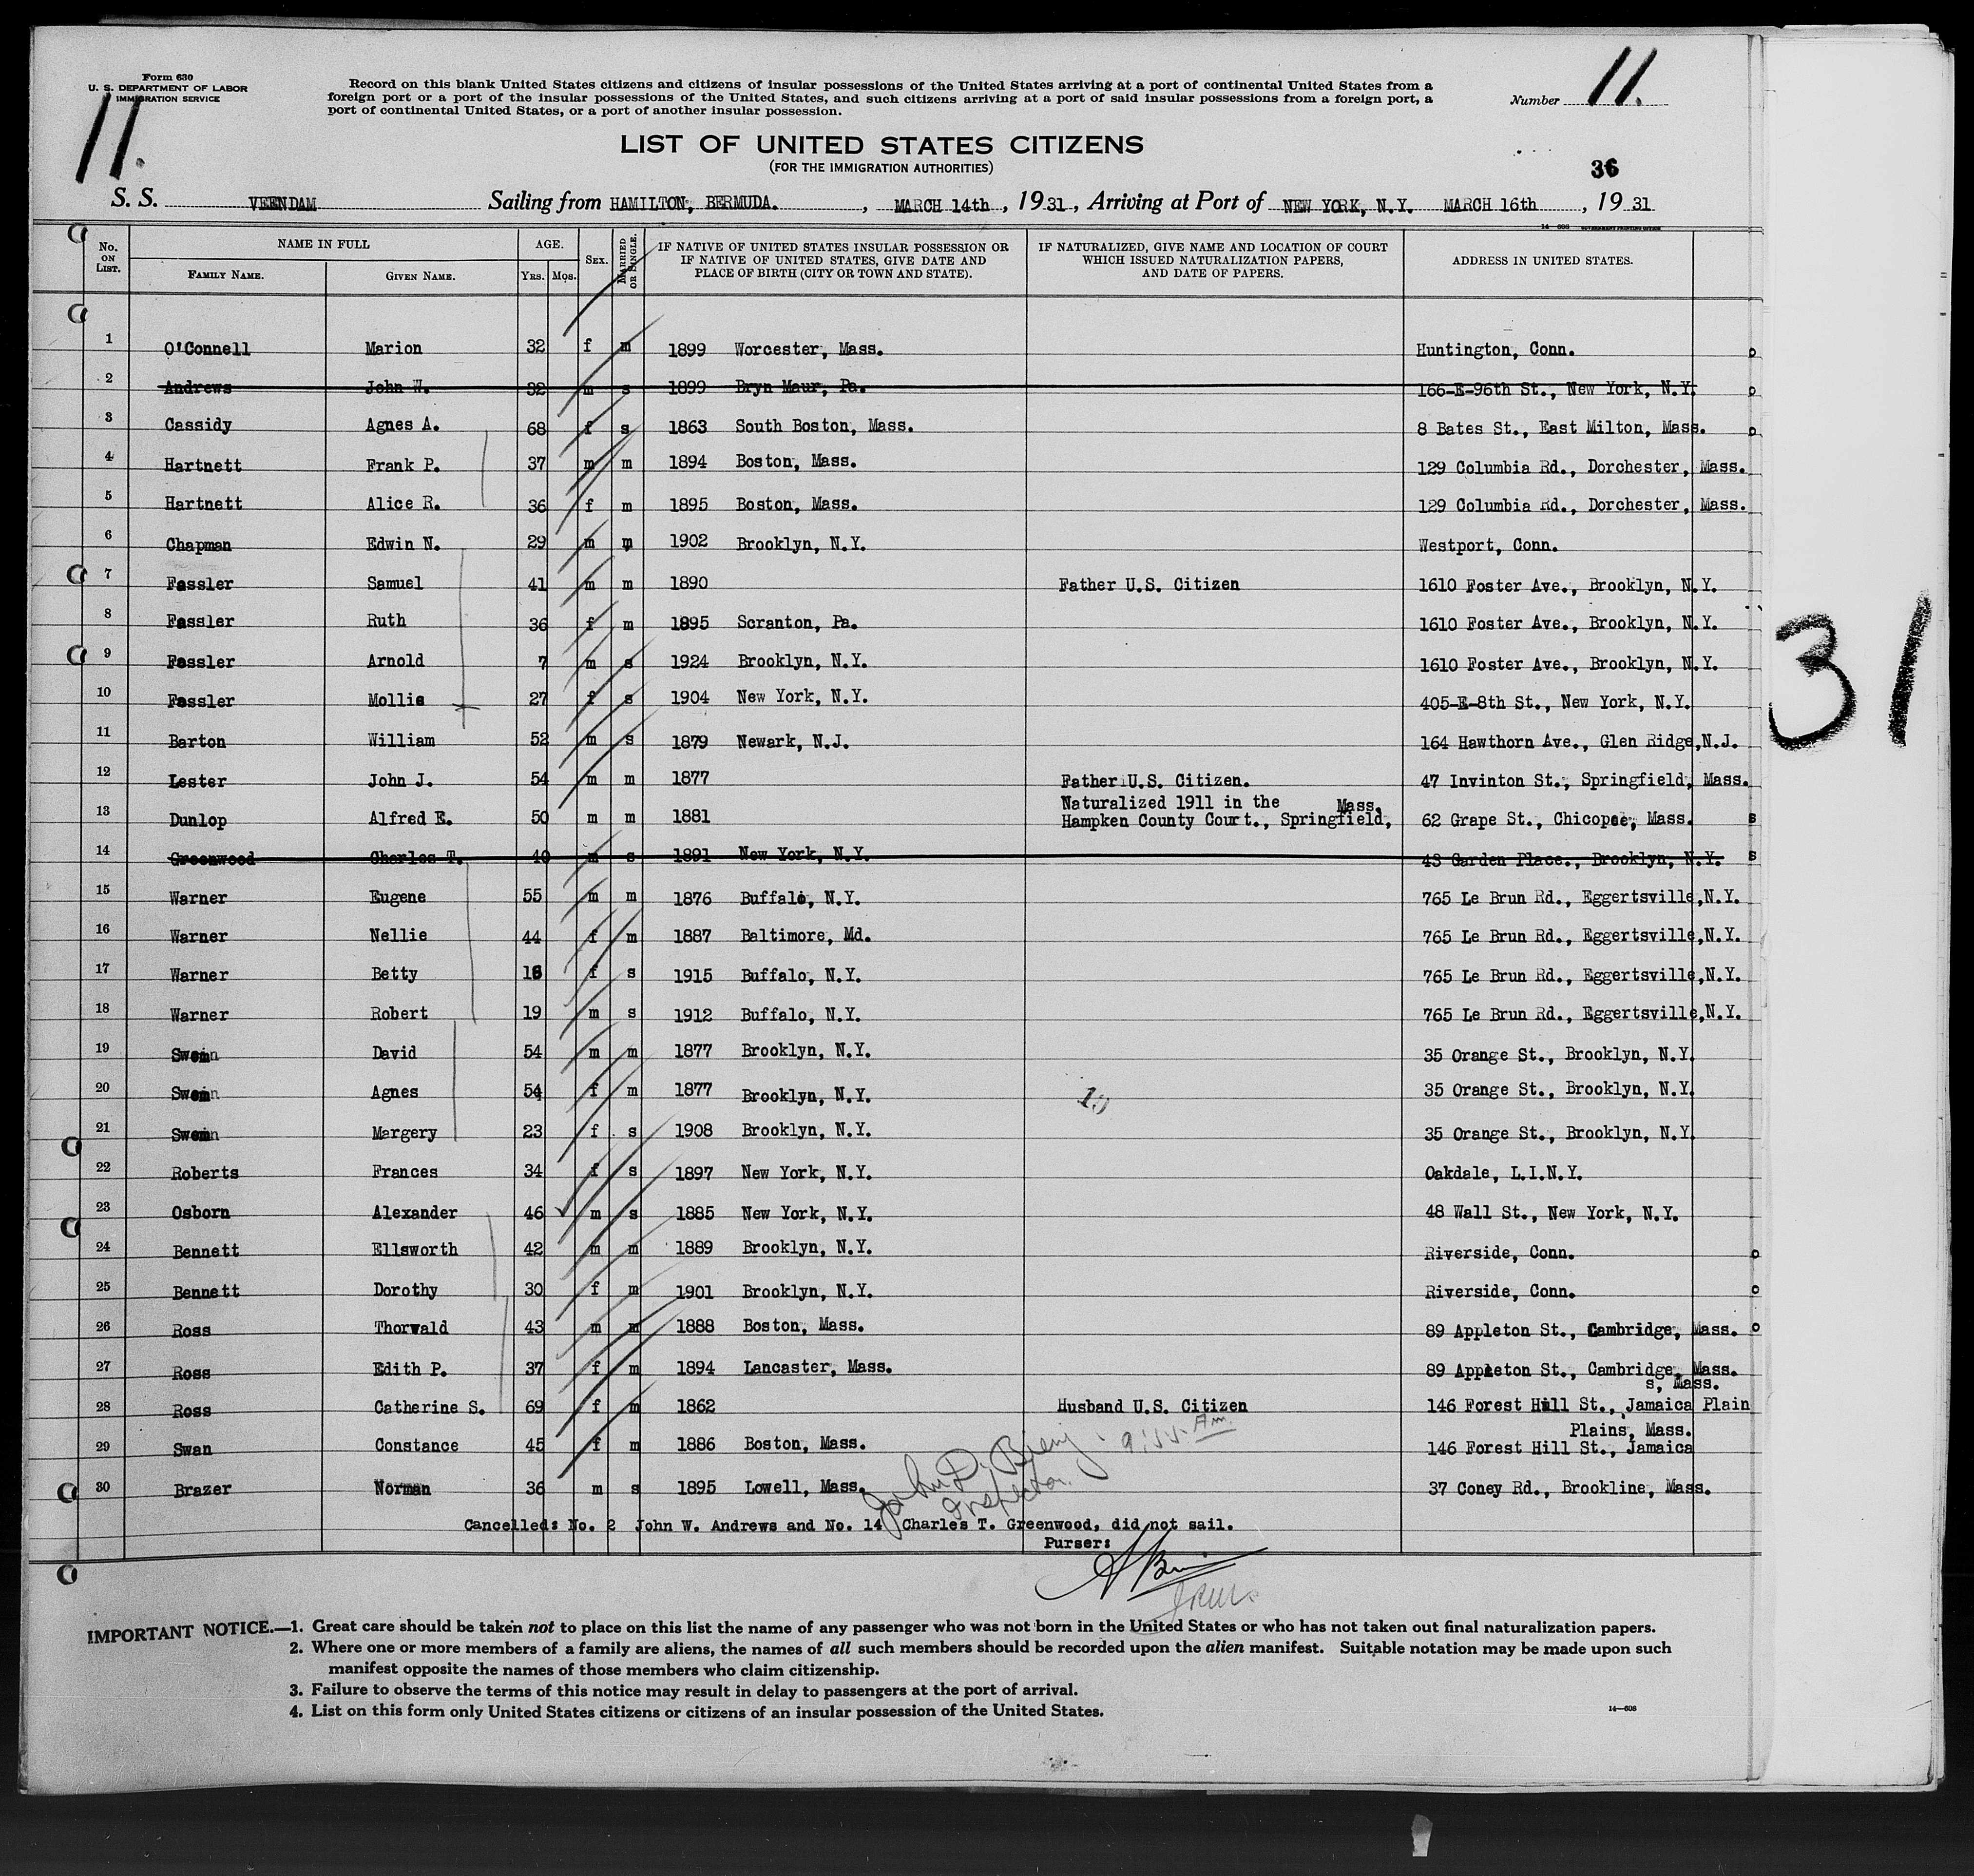 Form 630
U. S. DEPARTMENT OF LABOR
IMMIGRATION SERVICE
11.
Record on this blank United States citizens and citizens of insular possessions of the United States arriving at a port of continental United States from a
foreign port or a port of the insular possessions of the United States, and such citizens arriving at a port of said insular possessions from a foreign port, a
port of continental United States, or a port of another insular possession.
Number 11.
LIST OF UNITED STATES CITIZENS
(FOR THE IMMIGRATION AUTHORITIES)
36
S. S. VEENDAM Sailing from HAMILTON, BERMUDA. , MARCH 14th , 1931, Arriving at Port of NEW YORK, N.Y. MARCH 16th , 1931
No. ON LIST. NAME IN FULL FAMILY NAME. GIVEN NAME. AGE. YRS. MOS. SEX. MARRIED OR SINGLE. IF NATIVE OF UNITED STATES INSULAR POSSESSION OR IF NATIVE OF UNITED STATES, GIVE DATE AND PLACE OF BIRTH (CITY OR TOWN AND STATE). IF NATURALIZED, GIVE NAME AND LOCATION OF COURT WHICH ISSUED NATURALIZATION PAPERS, AND DATE OF PAPERS. ADDRESS IN UNITED STATES.
1 O'Connell Marion 32 f m 1899 Worcester, Mass. Huntington, Conn.
2 Andrews John W. 32 m s 1899 Bryn Maur, Pa. 166-E-96th St., New York, N.Y.
3 Cassidy Agnes A. 68 f s 1863 South Boston, Mass. 8 Bates St., East Milton, Mass.
4 Hartnett Frank P. 37 m m 1894 Boston, Mass. 129 Columbia Rd., Dorchester, Mass.
5 Hartnett Alice R. 36 f m 1895 Boston, Mass. 129 Columbia Rd., Dorchester, Mass.
6 Chapman Edwin N. 29 m m 1902 Brooklyn, N.Y. Westport, Conn.
7 Fassler Samuel 41 m m 1890 Father U.S. Citizen 1610 Foster Ave., Brooklyn, N.Y.
8 Fassler Ruth 36 f m 1895 Scranton, Pa. 1610 Foster Ave., Brooklyn, N.Y.
9 Fassler Arnold 7 m s 1924 Brooklyn, N.Y. 1610 Foster Ave., Brooklyn, N.Y.
10 Fassler Mollie 27 f s 1904 New York, N.Y. 405-E-8th St., New York, N.Y.
11 Barton William 52 m s 1879 Newark, N.J. 164 Hawthorn Ave., Glen Ridge, N.J.
12 Lester John J. 54 m m 1877 Father U.S. Citizen. 47 Invinton St., Springfield, Mass.
13 Dunlop Alfred E. 50 m m 1881 Naturalized 1911 in the Hampken County Court., Springfield, Mass. 62 Grape St., Chicopee, Mass.
14 Greenwood Charles T. 40 m s 1891 New York, N.Y. 43 Garden Place., Brooklyn, N.Y.
15 Warner Eugene 55 m m 1876 Buffalo, N.Y. 765 Le Brun Rd., Eggertsville, N.Y.
16 Warner Nellie 44 f m 1887 Baltimore, Md. 765 Le Brun Rd., Eggertsville, N.Y.
17 Warner Betty 16 f s 1915 Buffalo, N.Y. 765 Le Brun Rd., Eggertsville, N.Y.
18 Warner Robert 19 m s 1912 Buffalo, N.Y. 765 Le Brun Rd., Eggertsville, N.Y.
19 David 54 m m 1877 Brooklyn, N.Y. 35 Orange St., Brooklyn, N.Y.
20 Agnes 54 f m 1877 Brooklyn, N.Y. 35 Orange St., Brooklyn, N.Y.
21 Margery 23 f s 1908 Brooklyn, N.Y. 35 Orange St., Brooklyn, N.Y.
22 Roberts Frances 34 f s 1897 New York, N.Y. Oakdale, L.I.N.Y.
23 Osborn Alexander 46 m s 1885 New York, N.Y. 48 Wall St., New York, N.Y.
24 Bennett Ellsworth 42 m m 1889 Brooklyn, N.Y. Riverside, Conn.
25 Bennett Dorothy 30 f m 1901 Brooklyn, N.Y. Riverside, Conn.
26 Ross Thorwald 43 m m 1888 Boston, Mass. 89 Appleton St., Cambridge, Mass.
27 Ross Edith P. 37 f m 1894 Lancaster, Mass. 89 Appleton St., Cambridge, Mass.
s, Mass.
28 Ross Catherine S. 69 f m 1862 Husband U.S. Citizen 146 Forest Hill St., Jamaica Plain
Plains, Mass.
29 Swan Constance 45 f m 1886 Boston, Mass. 146 Forest Hill St., Jamaica
30 Brazer Norman 36 m s 1895 Lowell, Mass. 37 Coney Rd., Brookline, Mass.
John D. Inspector 9:55 Am.
Cancelled: No. 2 John W. Andrews and No. 14 Charles T. Greenwood, did not sail.
Purser:
IMPORTANT NOTICE.—1. Great care should be taken not to place on this list the name of any passenger who was not born in the United States or who has not taken out final naturalization papers.
2. Where one or more members of a family are aliens, the names of all such members should be recorded upon the alien manifest. Suitable notation may be made upon such
manifest opposite the names of those members who claim citizenship.
3. Failure to observe the terms of this notice may result in delay to passengers at the port of arrival.
4. List on this form only United States citizens or citizens of an insular possession of the United States.
14—608
31